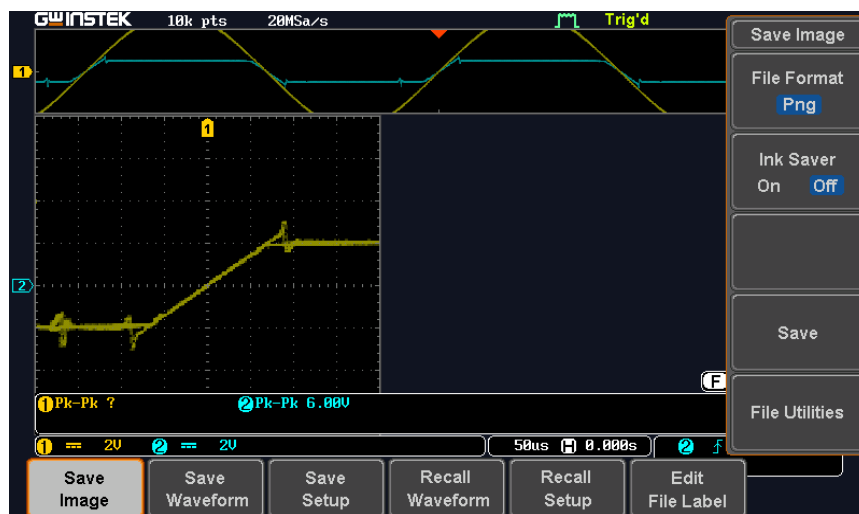 GWINSTEK 10k pts 20MSa/s Trig'd
1
1
2
Save Image
File Format
Png
Ink Saver
On Off
Save
File Utilities
F
1 Pk-Pk ? 2 Pk-Pk 6.00V
1 2V 2 2V 50us H 0.000s 2
Save Image
Save Waveform
Save Setup
Recall Waveform
Recall Setup
Edit File Label